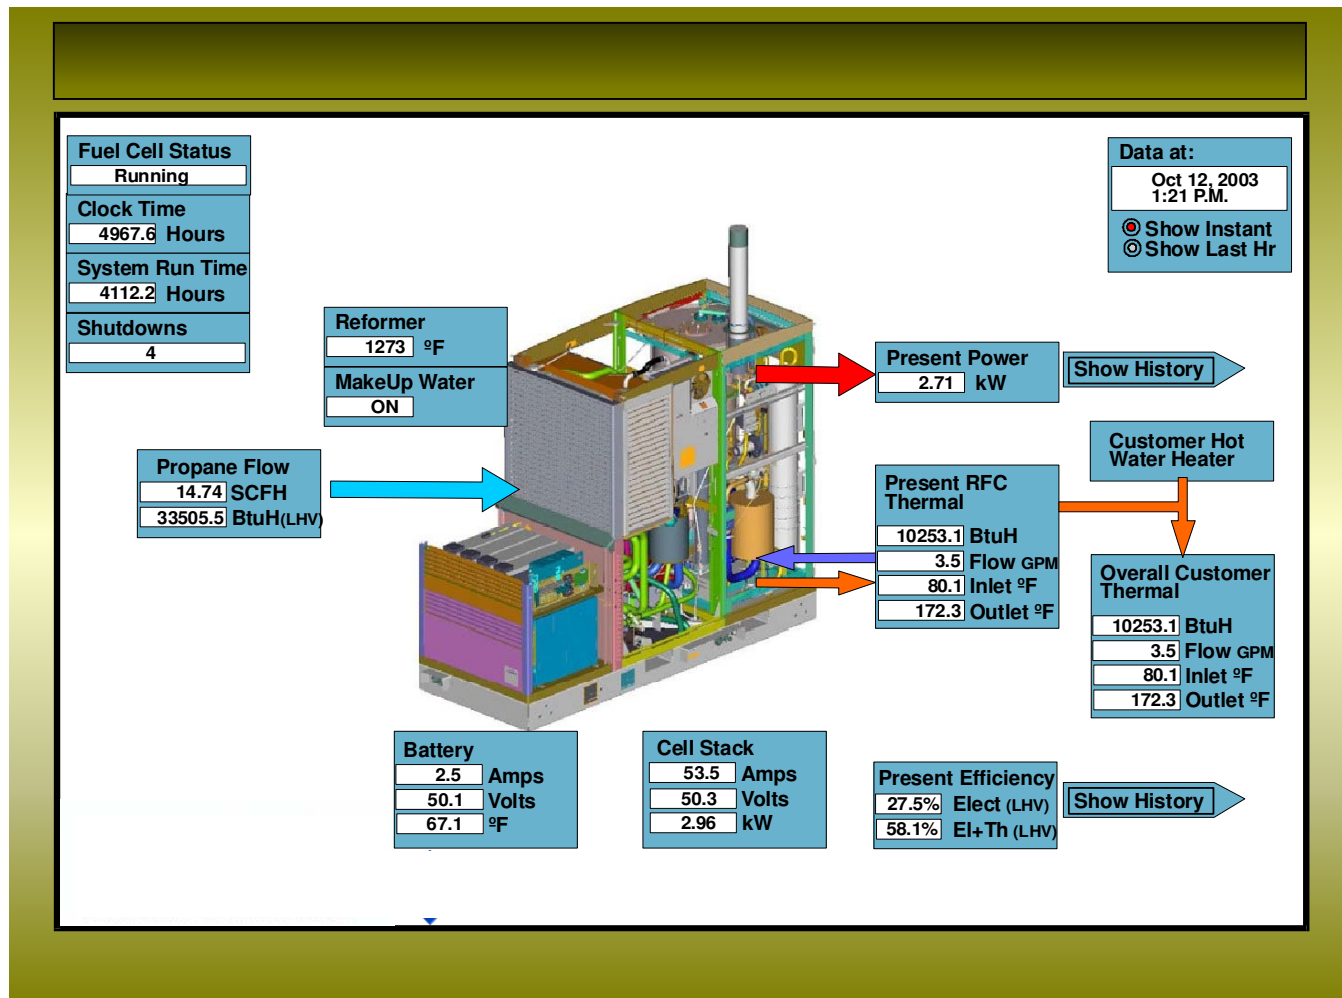 Fuel Cell Status
Running
Clock Time
4967.6 Hours
System Run Time
4112.2 Hours
Shutdowns
4
Data at:
Oct 12, 2003
1:21 P.M.
Show Instant
Show Last Hr
Reformer
1273 ºF
MakeUp Water
ON
Propane Flow
14.74 SCFH
33505.5 BtuH(LHV)
Present Power
2.71 kW
Show History
Customer Hot
Water Heater
Present RFC
Thermal
10253.1 BtuH
3.5 Flow GPM
80.1 Inlet ºF
172.3 Outlet ºF
Overall Customer
Thermal
10253.1 BtuH
3.5 Flow GPM
80.1 Inlet ºF
172.3 Outlet ºF
Battery
2.5 Amps
50.1 Volts
67.1 ºF
Cell Stack
53.5 Amps
50.3 Volts
2.96 kW
Present Efficiency
27.5% Elect (LHV)
58.1% El+Th (LHV)
Show History